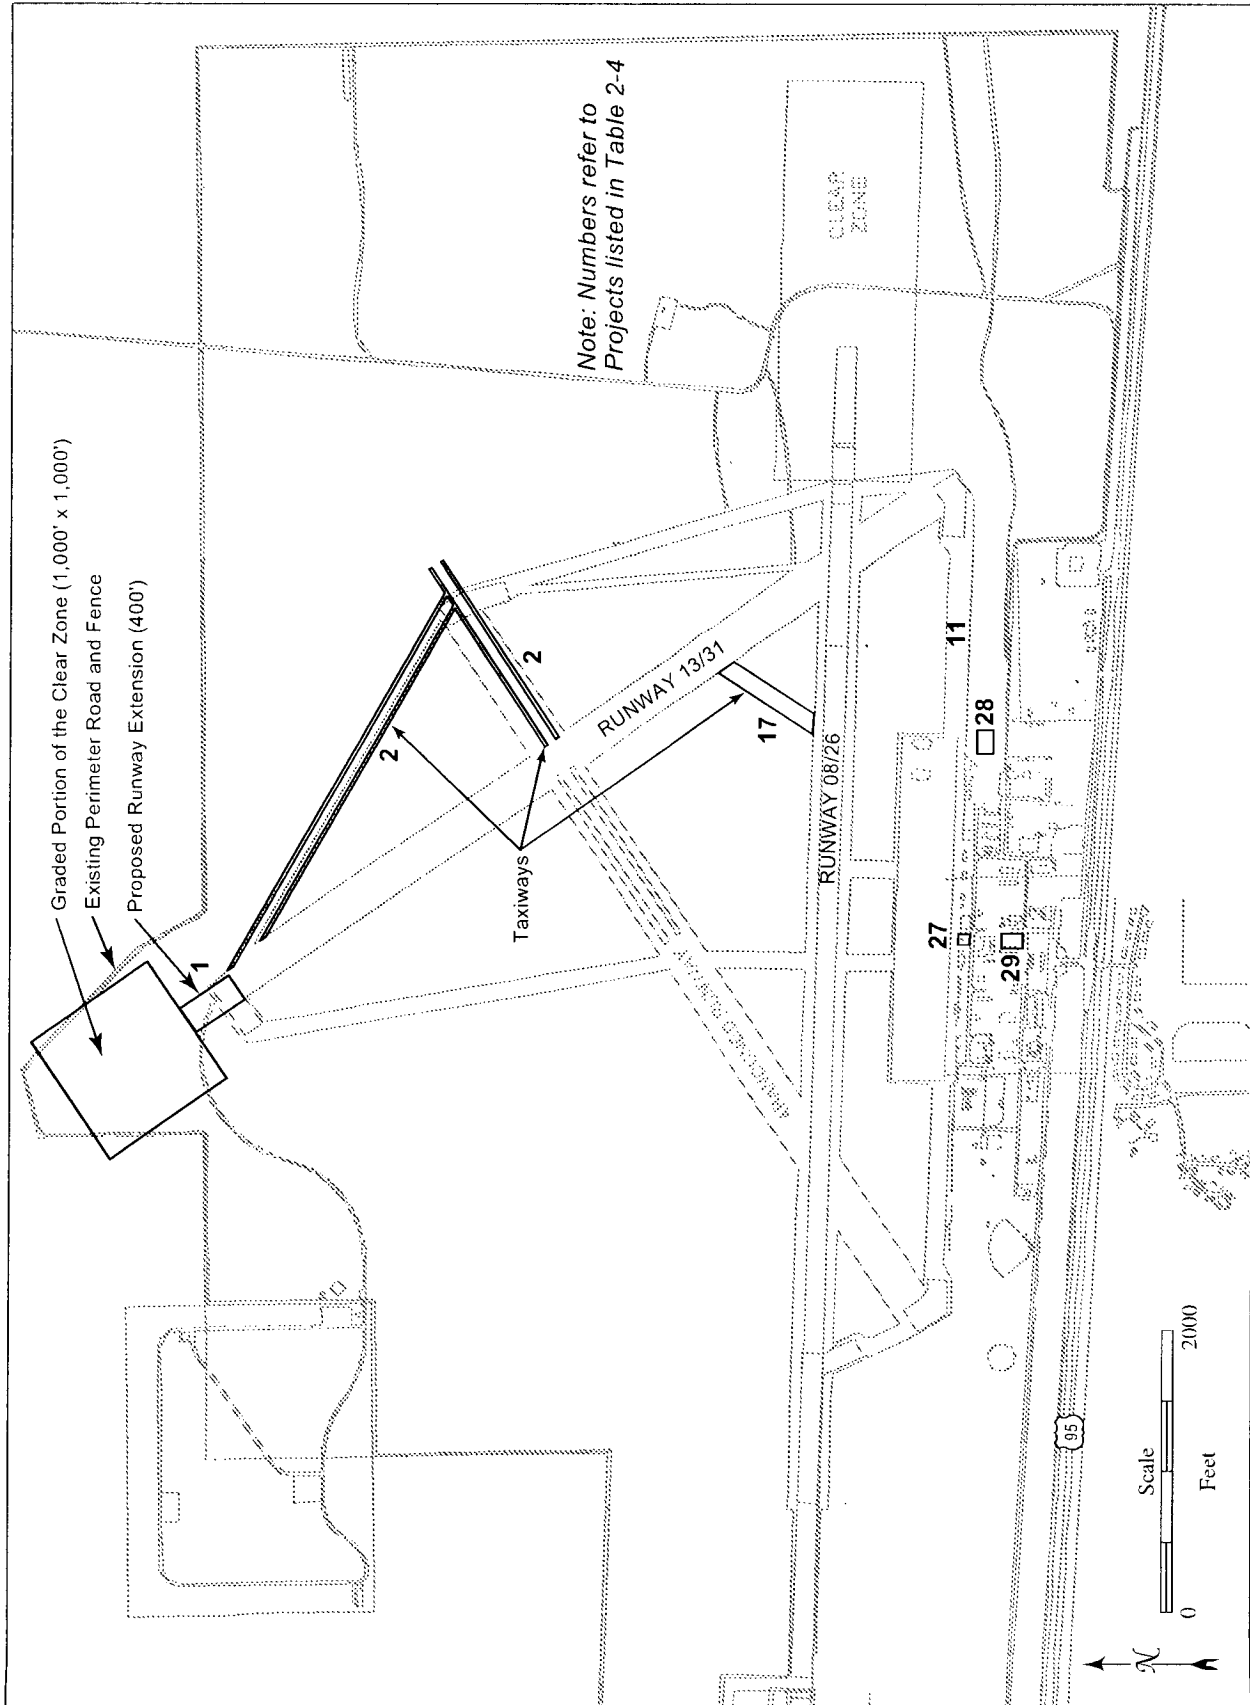 Graded Portion of the Clear Zone (1,000' x 1,000')
Existing Perimeter Road and Fence
Proposed Runway Extension (400')
1
2
2
Taxiways
Note: Numbers refer to
Projects listed in Table 2-4
RUNWAY 13/31
17
CLEAR
ZONE
ABANDONED RUNWAY
RUNWAY 08/26
11
27
28
29
95
Scale
0
2000
Feet
N